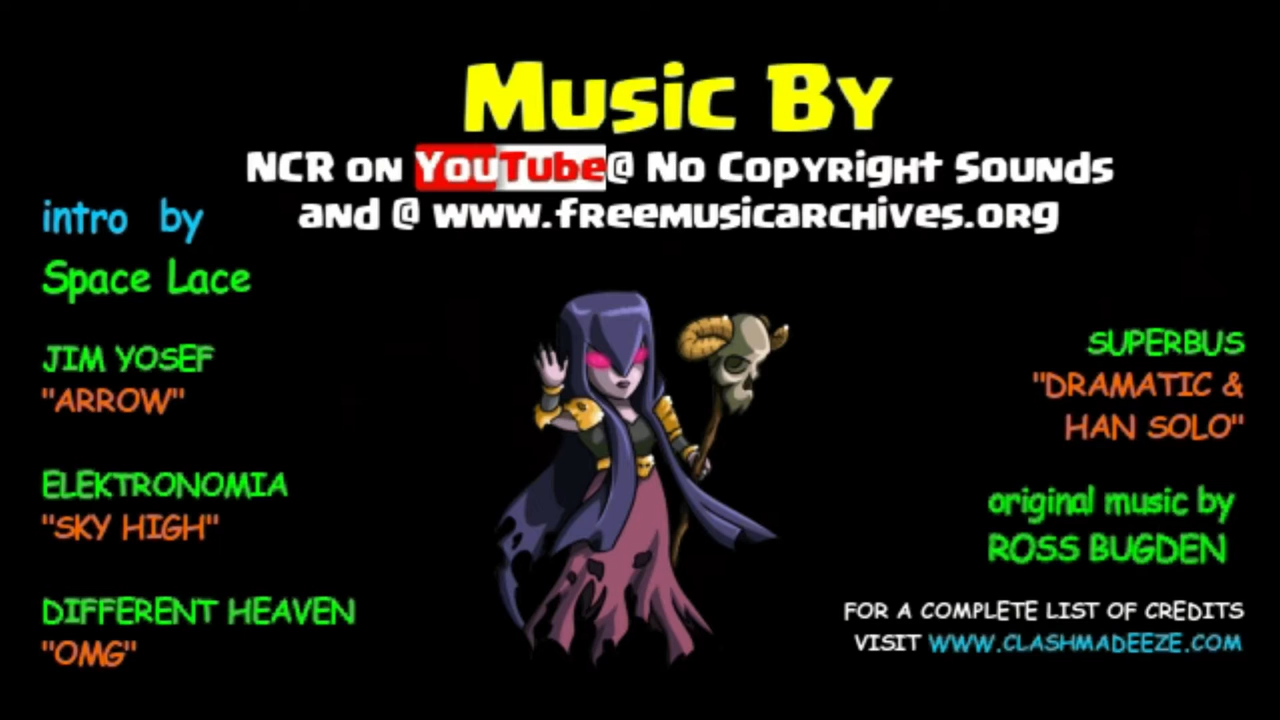 Music By
NCR on YouTube@ No Copyright Sounds
and @ www.freemusicarchives.org
intro by
Space Lace
JIM YOSEF
"ARROW"
ELEKTRONOMIA
"SKY HIGH"
DIFFERENT HEAVEN
"OMG"
SUPERBUS
"DRAMATIC &
HAN SOLO"
original music by
ROSS BUGDEN
FOR A COMPLETE LIST OF CREDITS
VISIT WWW.CLASHMADEEZE.COM